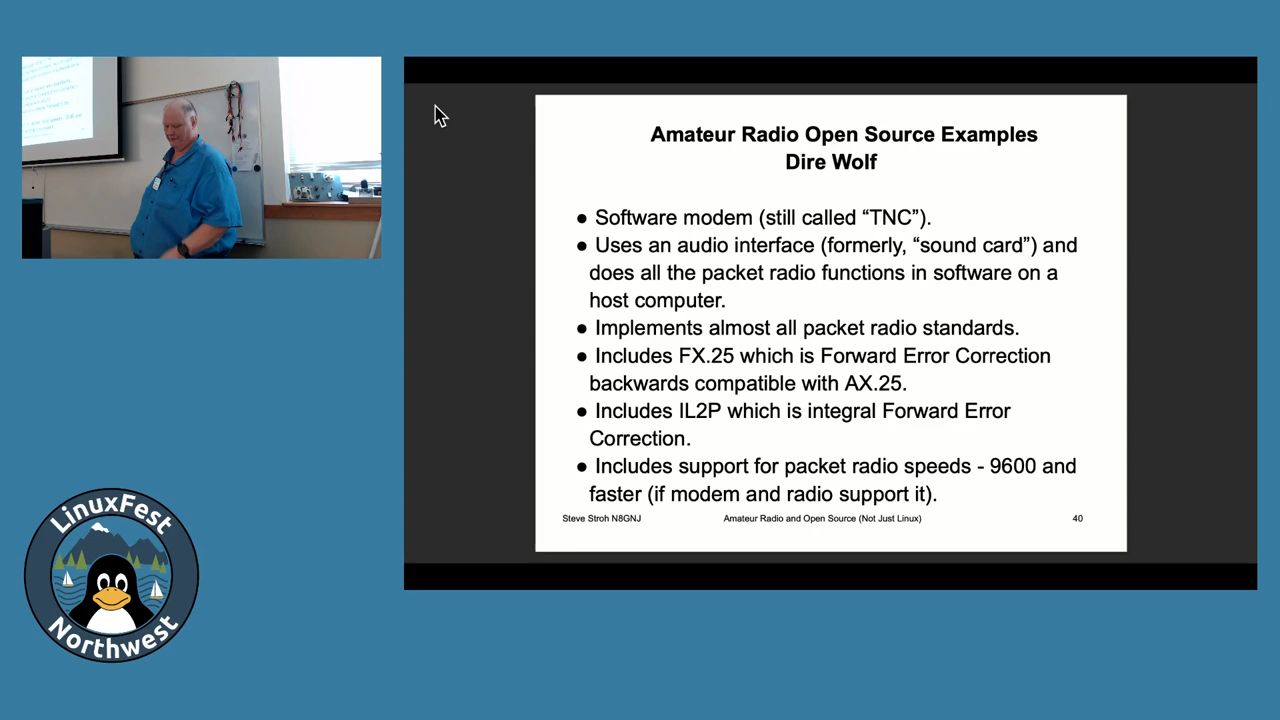 Amateur Radio Open Source Examples
Dire Wolf
● Software modem (still called “TNC”).
● Uses an audio interface (formerly, “sound card”) and
does all the packet radio functions in software on a
host computer.
● Implements almost all packet radio standards.
● Includes FX.25 which is Forward Error Correction
backwards compatible with AX.25.
● Includes IL2P which is integral Forward Error
Correction.
● Includes support for packet radio speeds - 9600 and
faster (if modem and radio support it).
Steve Stroh N8GNJ
Amateur Radio and Open Source (Not Just Linux)
40
LinuxFest
Northwest